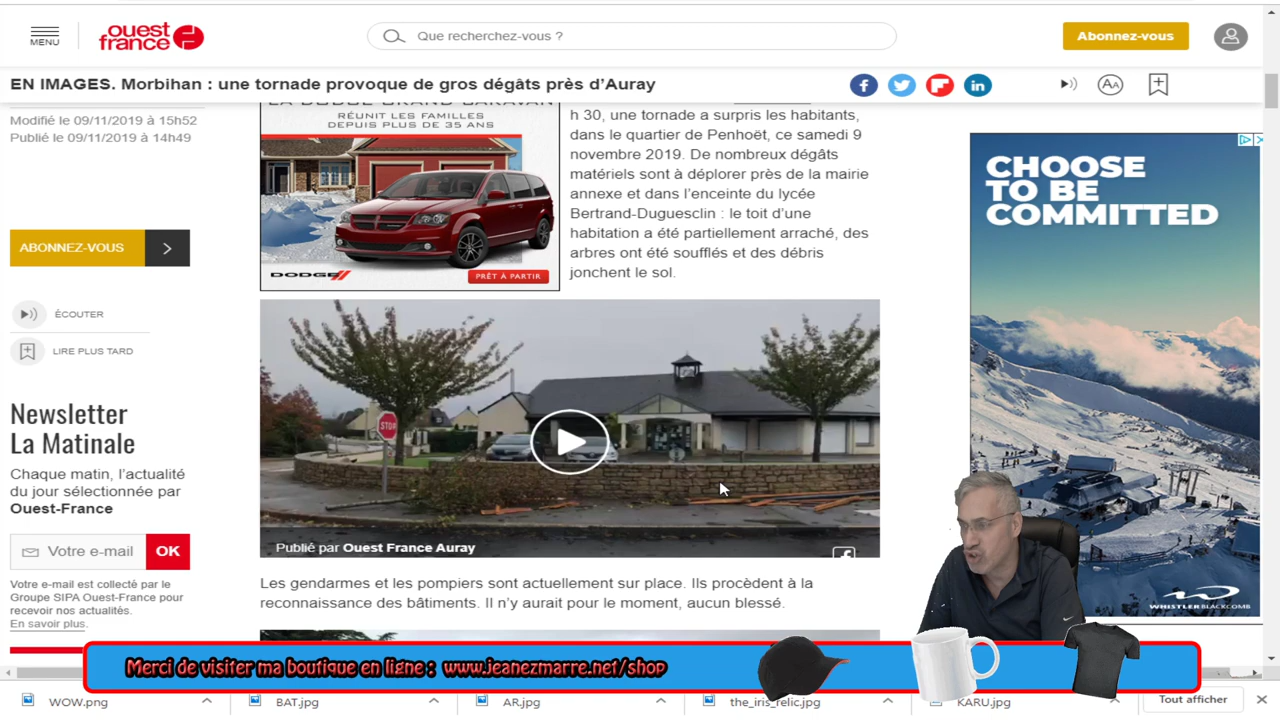 MENU
ouest
france
Que recherchez-vous ?
Abonnez-vous
EN IMAGES. Morbihan : une tornade provoque de gros dégâts près d'Auray
AA
Modifié le 09/11/2019 à 15h52
Publié le 09/11/2019 à 14h49
ABONNEZ-VOUS
ÉCOUTER
LIRE PLUS TARD
Newsletter
La Matinale
Chaque matin, l'actualité
du jour sélectionnée par
Ouest-France
Votre e-mail
OK
Votre e-mail est collecté par le
Groupe SIPA Ouest-France pour
recevoir nos actualités.
En savoir plus.
LA DODGE GRAND CARAVAN
RÉUNIT LES FAMILLES
DEPUIS PLUS DE 35 ANS
DODGE
PRÊT À PARTIR
h 30, une tornade a surpris les habitants,
dans le quartier de Penhoët, ce samedi 9
novembre 2019. De nombreux dégâts
matériels sont à déplorer près de la mairie
annexe et dans l'enceinte du lycée
Bertrand-Duguesclin : le toit d'une
habitation a été partiellement arraché, des
arbres ont été soufflés et des débris
jonchent le sol.
STOP
Publié par Ouest France Auray
Les gendarmes et les pompiers sont actuellement sur place. Ils procèdent à la
reconnaissance des bâtiments. Il n'y aurait pour le moment, aucun blessé.
CHOOSE
TO BE
COMMITTED
WHISTLERBLACKCOMB
Merci de visiter ma boutique en ligne : www.jeanezmarre.net/shop
WOW.png
BAT.jpg
AR.jpg
the_iris_relic.jpg
KARU.jpg
Tout afficher